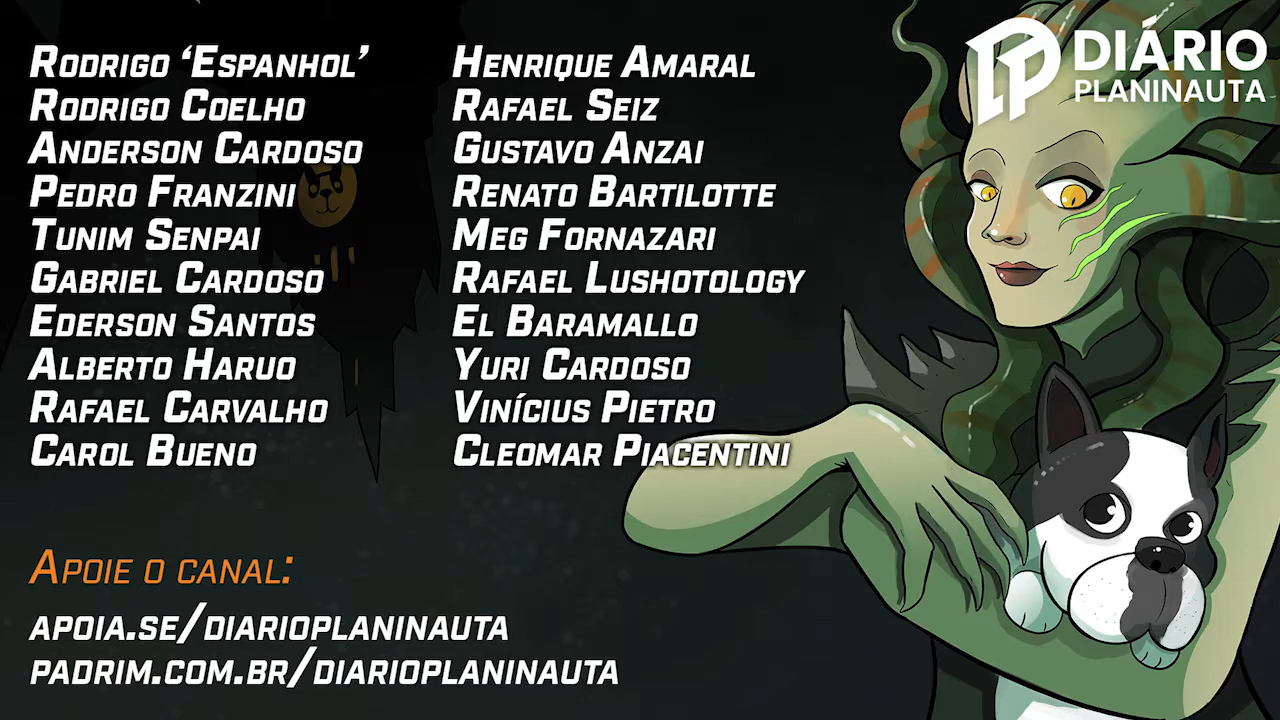 Rodrigo ‘Espanhol’
Rodrigo Coelho
Anderson Cardoso
Pedro Franzini
Tunim Senpai
Gabriel Cardoso
Ederson Santos
Alberto Haruo
Rafael Carvalho
Carol Bueno
Henrique Amaral
Rafael Seiz
Gustavo Anzai
Renato Bartilotte
Meg Fornazari
Rafael Lushotology
El Baramallo
Yuri Cardoso
Vinícius Pietro
Cleomar Piacentini
Apoie o canal:
apoia.se/diarioplaninauta
padrim.com.br/diarioplaninauta
DIÁRIO
PLANINAUTA